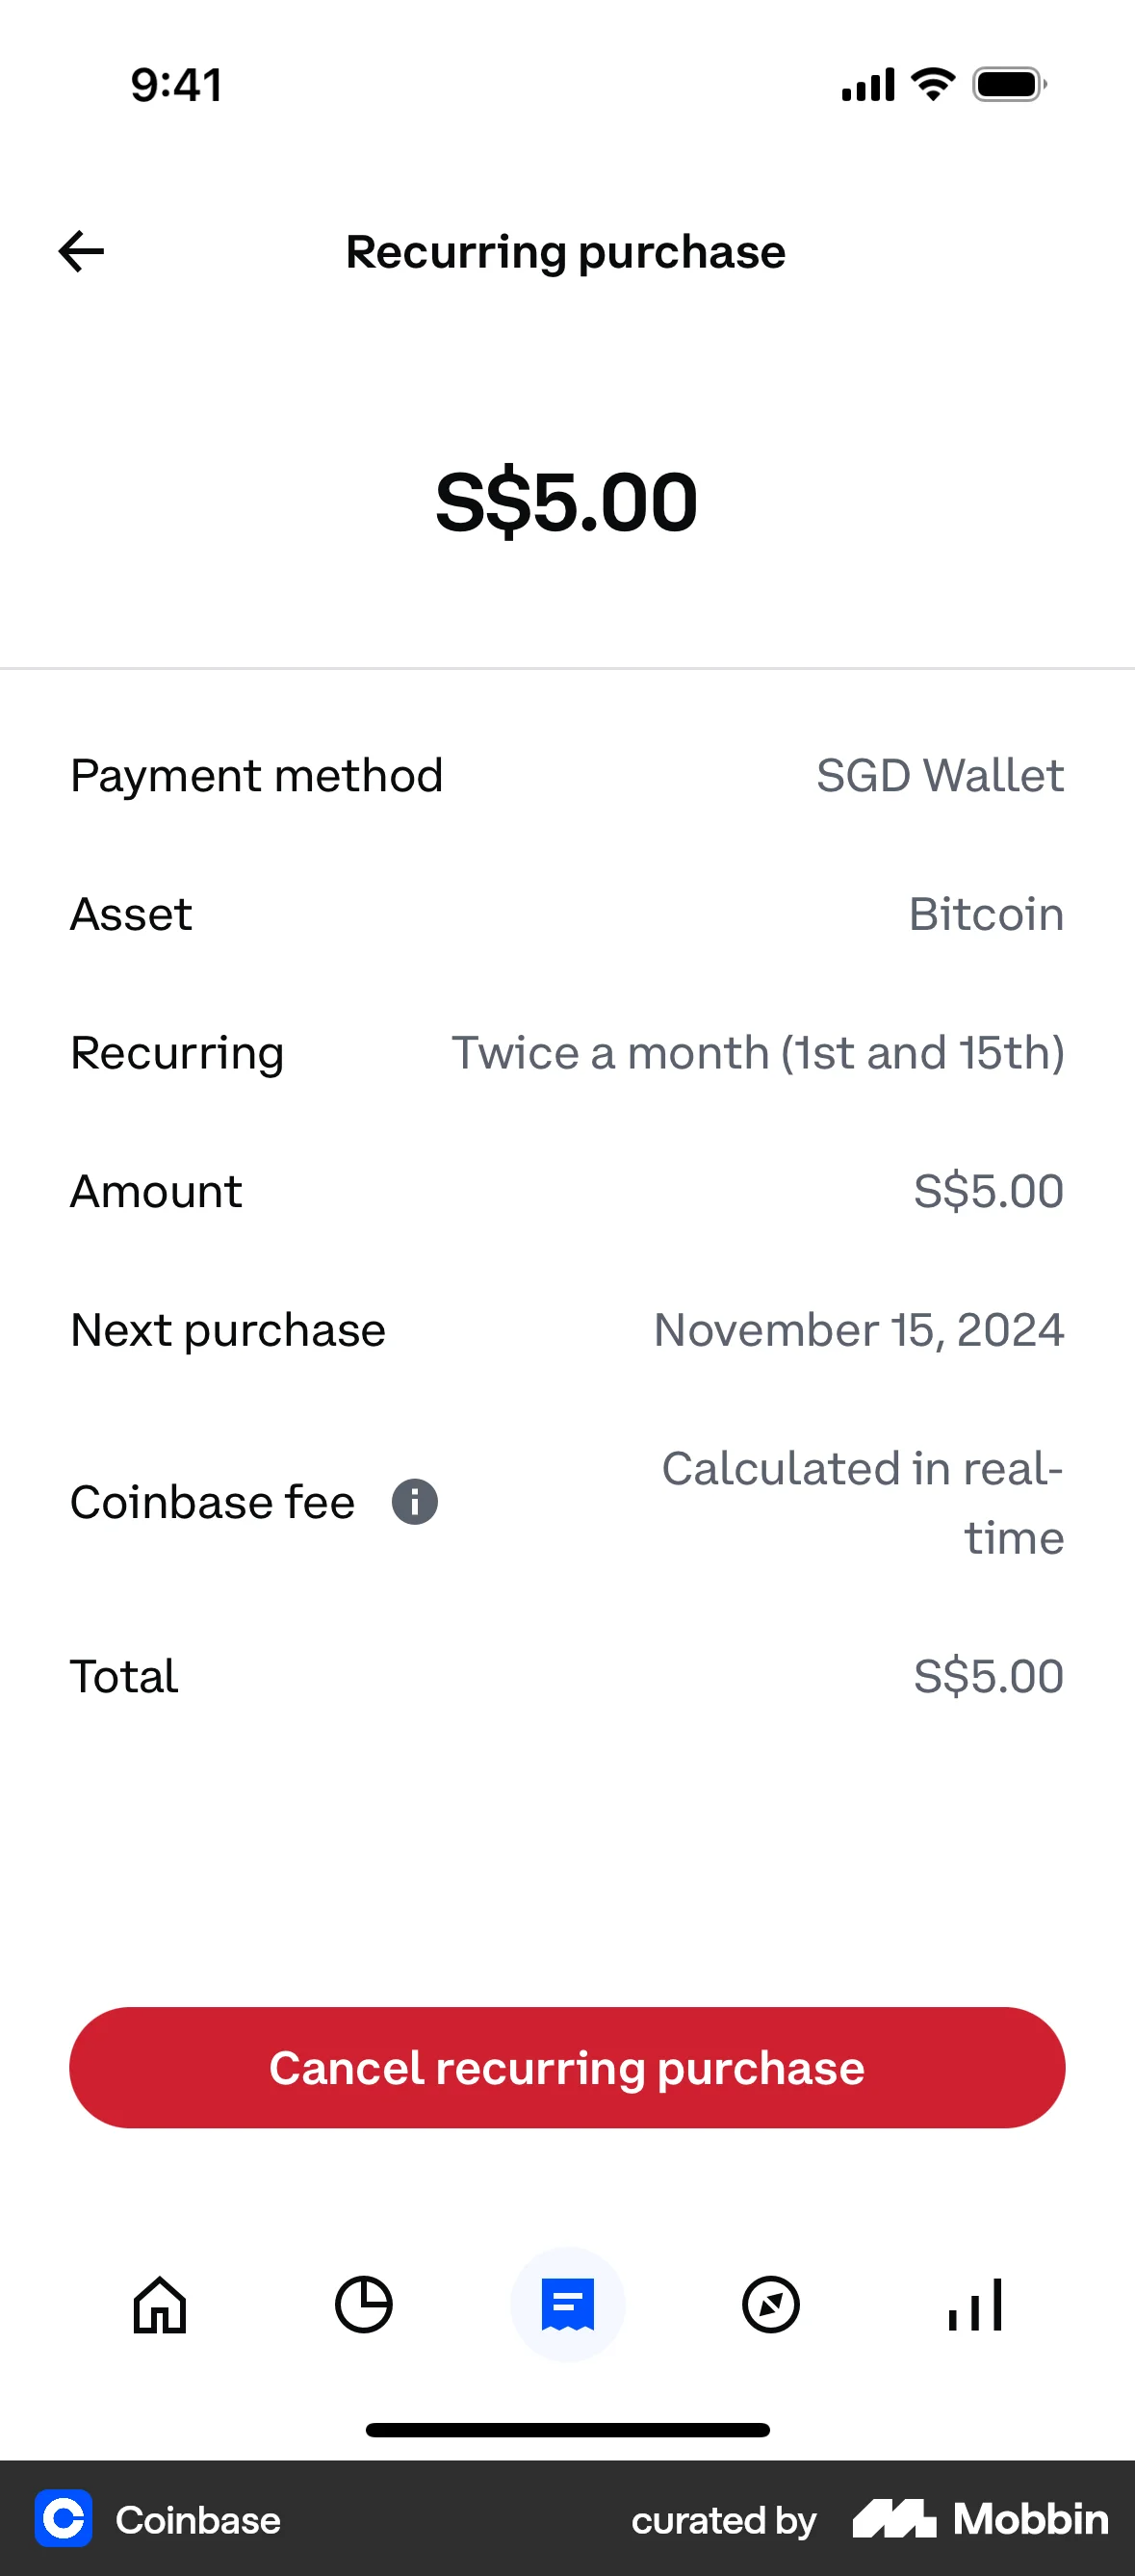 9:41
Recurring purchase
S$5.00
Payment method SGD Wallet
Asset Bitcoin
Recurring Twice a month (1st and 15th)
Amount S$5.00
Next purchase November 15, 2024
Coinbase fee Calculated in real-
time
Total S$5.00
Cancel recurring purchase
Coinbase curated by Mobbin